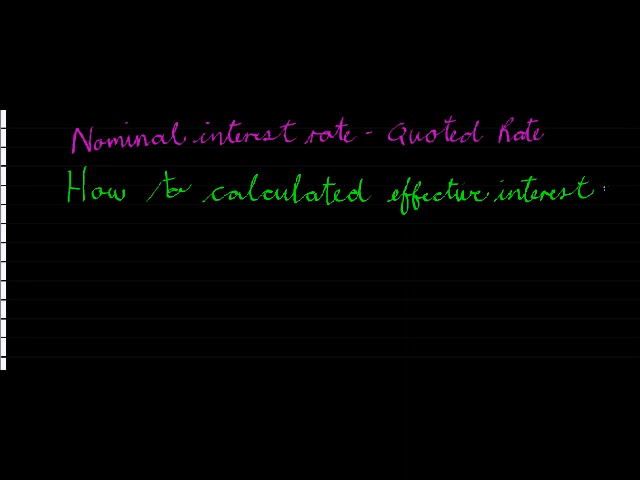 Nominal interest rate - Quoted Rate
How to calculated effective interest